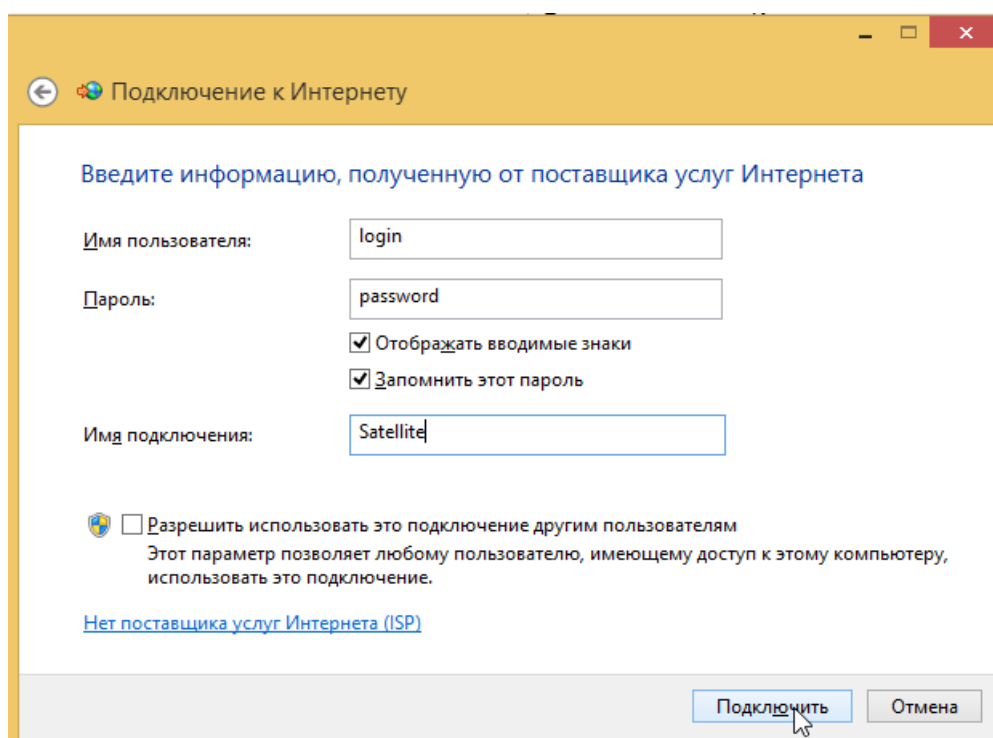 Подключение к Интернету
Введите информацию, полученную от поставщика услуг Интернета
Имя пользователя:
login
Пароль:
password
Отображать вводимые знаки
Запомнить этот пароль
Имя подключения:
Satellite
Разрешить использовать это подключение другим пользователям
Этот параметр позволяет любому пользователю, имеющему доступ к этому компьютеру,
использовать это подключение.
Нет поставщика услуг Интернета (ISP)
Подключить
Отмена